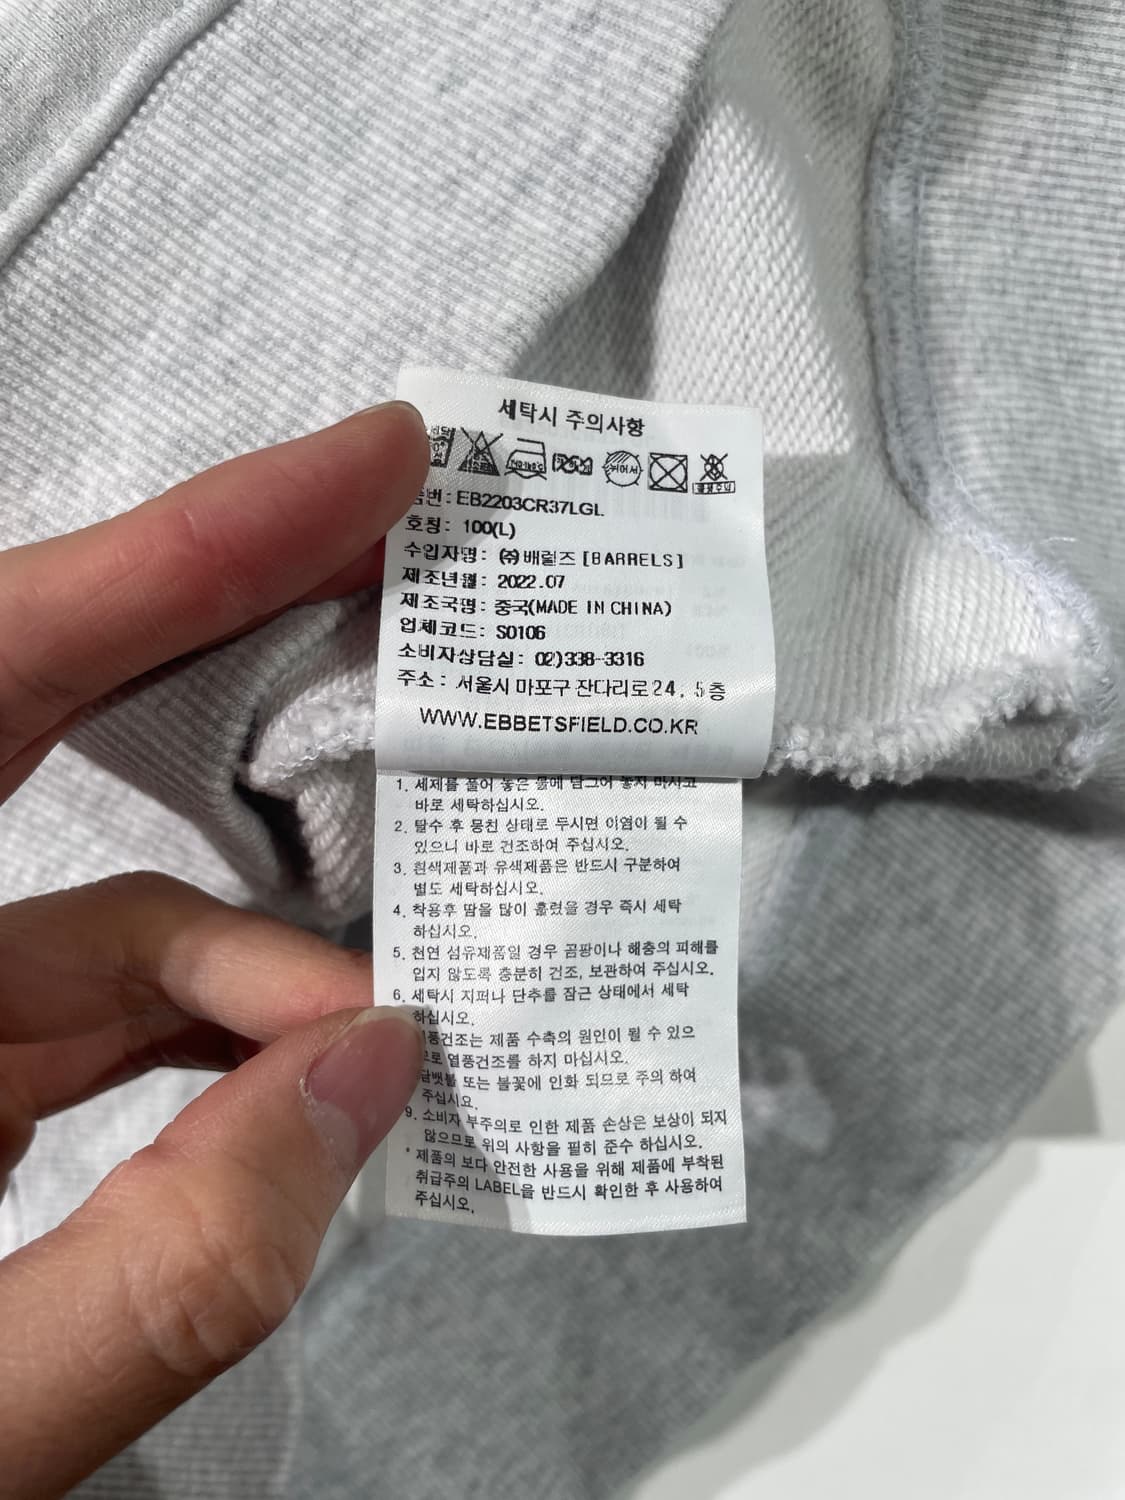 세탁시 주의사항
뉘어서
번: EB2203CR37LGL
호칭: 100(L)
수입자명: ㈜배럴즈 [BARRELS]
제조년월: 2022.07
제조국명: 중국(MADE IN CHINA)
업체코드: S0106
소비자상담실: 02)338-3316
주소: 서울시 마포구 잔다리로24, 5층
WWW.EBBETSFIELD.CO.KR
1. 세제를 풀어 놓은 물에 담그어 놓지 마시고
바로 세탁하십시오.
2. 탈수 후 뭉친 상태로 두시면 이염이 될 수
있으니 바로 건조하여 주십시오.
3. 흰색제품과 유색제품은 반드시 구분하여
별도 세탁하십시오.
4. 착용후 땀을 많이 흘렸을 경우 즉시 세탁
하십시오.
5. 천연 섬유제품일 경우 곰팡이나 해충의 피해를
입지 않도록 충분히 건조, 보관하여 주십시오.
6. 세탁시 지퍼나 단추를 잠근 상태에서 세탁
하십시오.
풍건조는 제품 수축의 원인이 될 수 있으
므로 열풍건조를 하지 마십시오.
담뱃불 또는 불꽃에 인화 되므로 주의 하여
주십시요.
9. 소비자 부주의로 인한 제품 손상은 보상이 되지
않으므로 위의 사항을 필히 준수 하십시오.
* 제품의 보다 안전한 사용을 위해 제품에 부착된
취급주의 LABEL을 반드시 확인한 후 사용하여
주십시오.